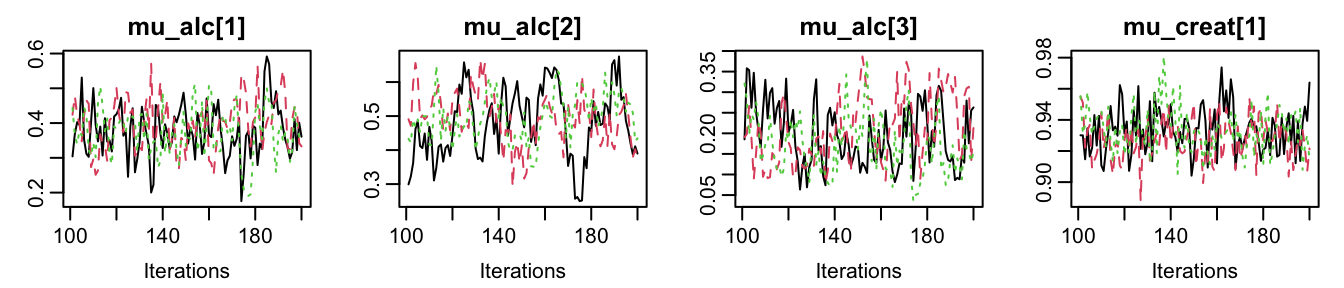 mu_alc[1] mu_alc[2] mu_alc[3] mu_creat[1]
0.2 0.4 0.6 0.3 0.5 0.05 0.20 0.35 0.90 0.94 0.98
100 140 180 100 140 180 100 140 180 100 140 180
Iterations Iterations Iterations Iterations